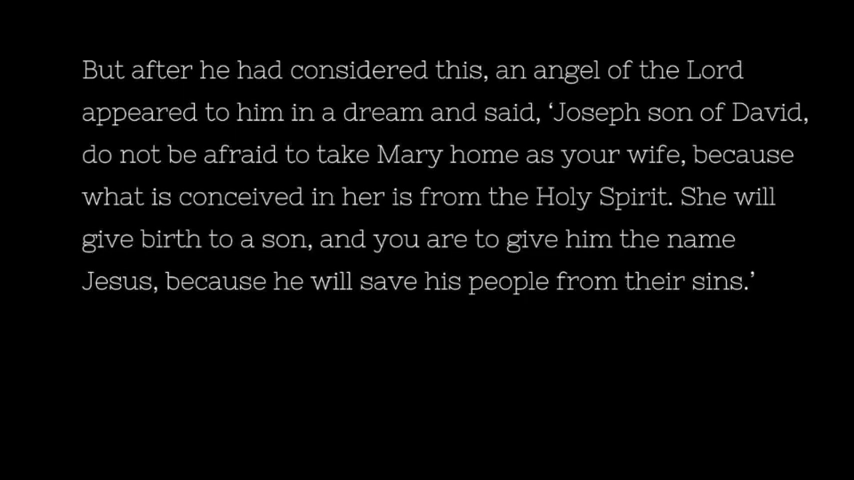 But after he had considered this, an angel of the Lord
appeared to him in a dream and said, ‘Joseph son of David,
do not be afraid to take Mary home as your wife, because
what is conceived in her is from the Holy Spirit. She will
give birth to a son, and you are to give him the name
Jesus, because he will save his people from their sins.’